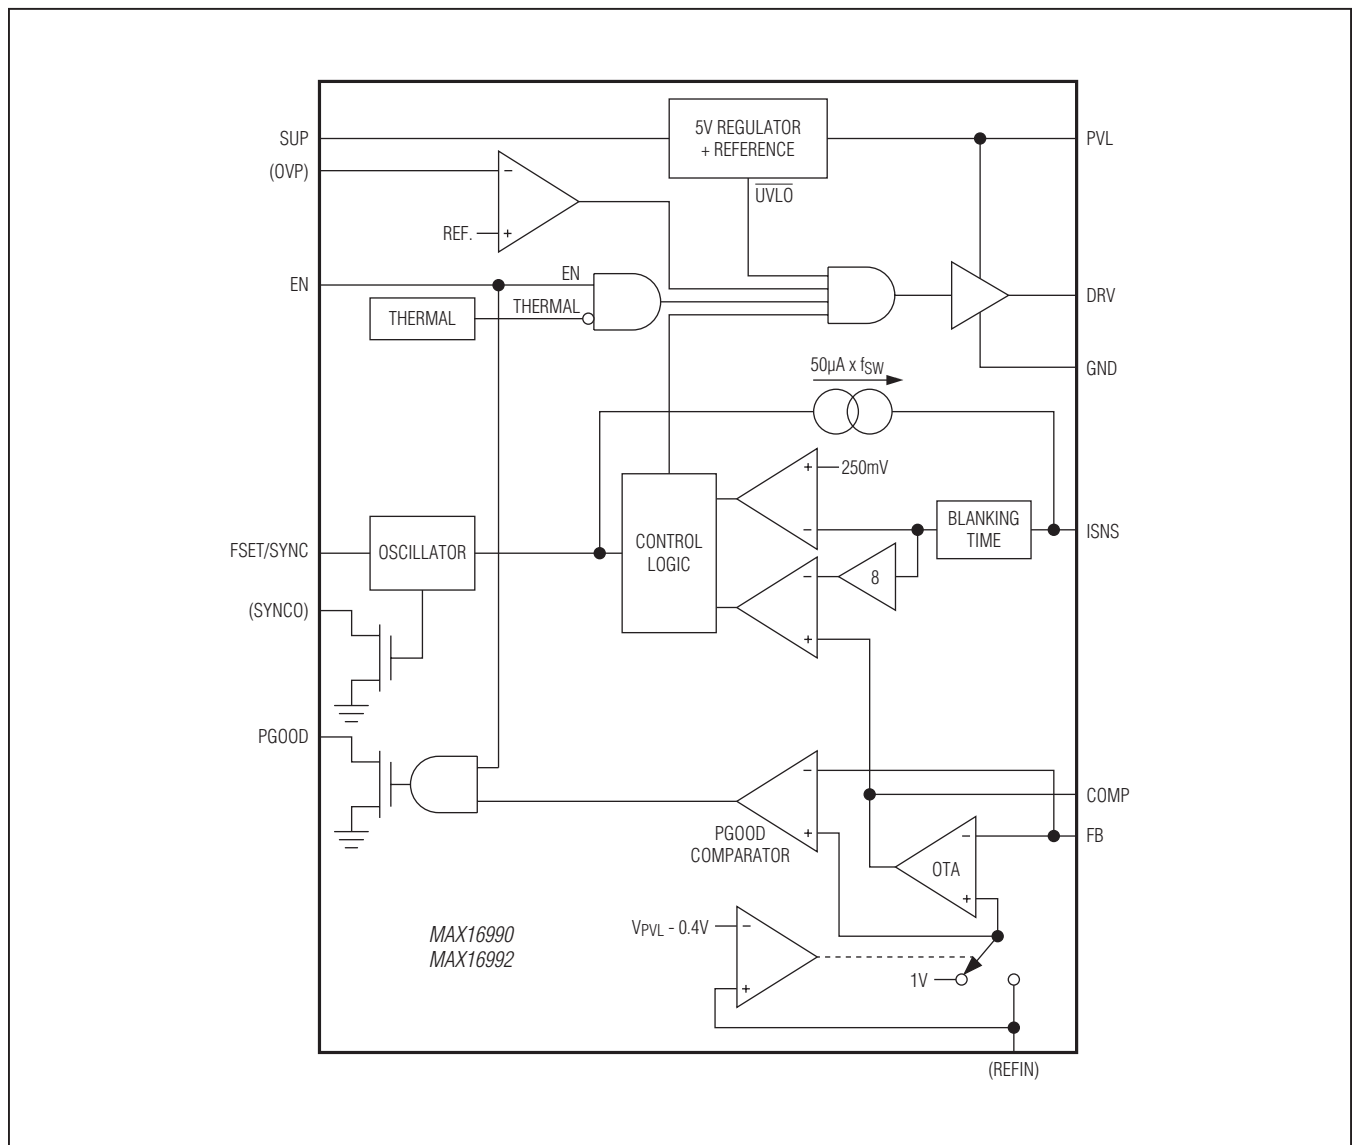 SUP
5V REGULATOR
+ REFERENCE
PVL
(OVP)
−
UVLO
REF.
+
EN
EN
THERMAL
THERMAL
DRV
GND
50µA x fSW
+
250mV
−
BLANKING
TIME
ISNS
FSET/SYNC
OSCILLATOR
CONTROL
LOGIC
−
8
+
(SYNCO)
PGOOD
−
COMP
+
PGOOD
COMPARATOR
−
FB
OTA
+
MAX16990
MAX16992
VPVL - 0.4V
−
+
1V
(REFIN)